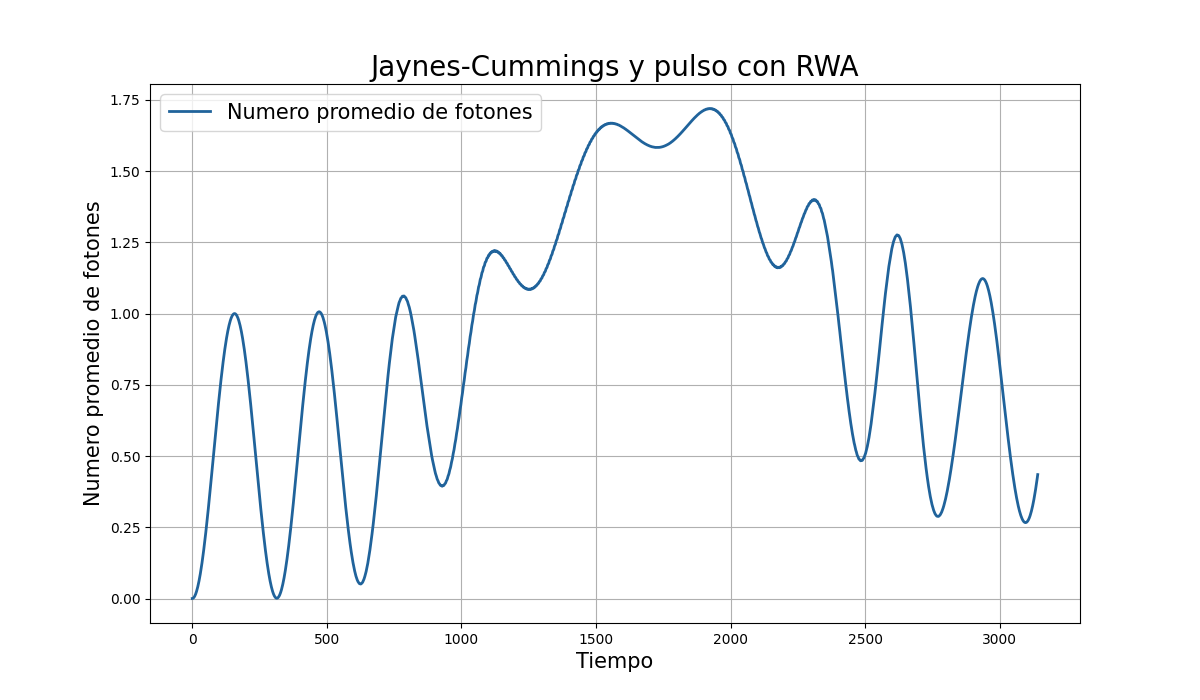 Jaynes-Cummings y pulso con RWA
Numero promedio de fotones
Numero promedio de fotones
1.75
1.50
1.25
1.00
0.75
0.50
0.25
0.00
0 500 1000 1500 2000 2500 3000
Tiempo